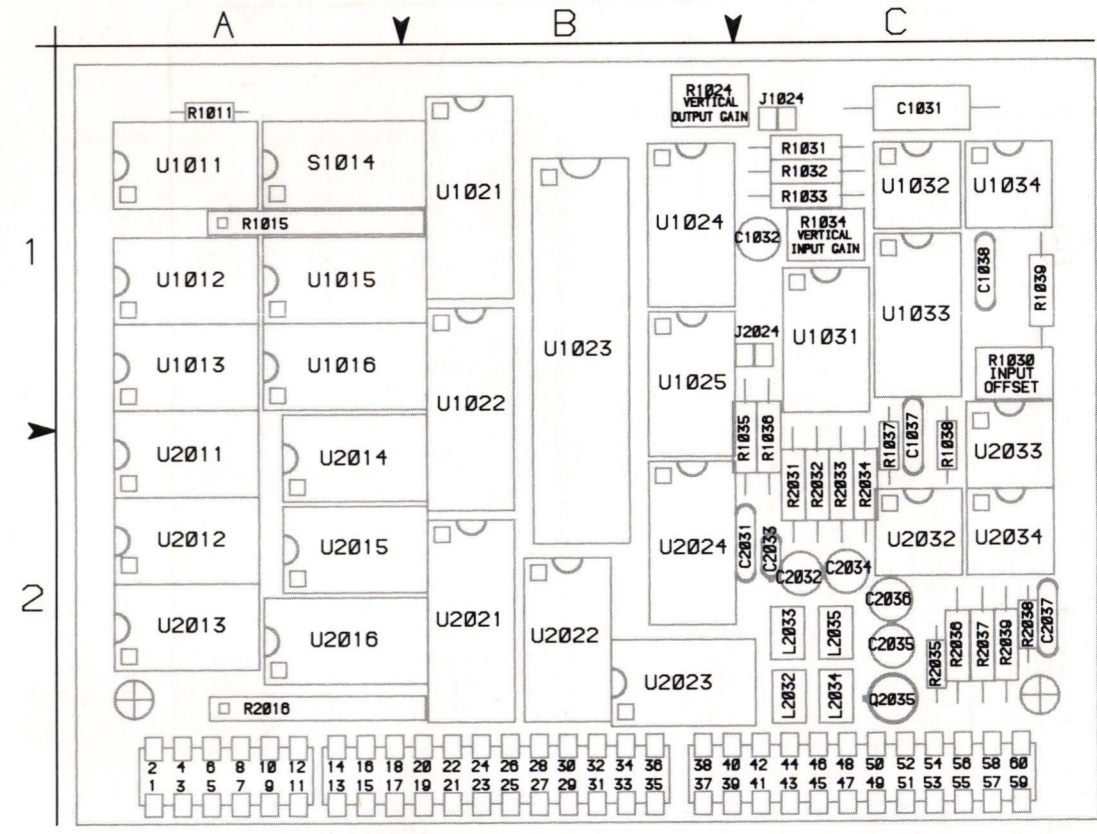 A B C
R1011
R1024
VERTICAL
OUTPUT GAIN
J1024
C1031
U1011
S1014
U1021
R1031
R1032
R1033
U1032
U1034
R1015
U1024
C1032
R1034
VERTICAL
INPUT GAIN
1
U1012
U1015
C1038
R1039
U1013
U1016
U1022
U1023
J2024
U1025
U1031
U1033
R1030
INPUT
OFFSET
R1035
R1036
R1037
C1037
R1038
U2011
U2014
U2033
R2031
R2032
R2033
R2034
U2012
U2015
U2024
C2031
C2033
C2032
C2034
U2032
U2034
2
U2013
U2016
U2021
U2022
L2033
L2035
C2036
C2035
R2035
R2036
R2037
R2039
R2038
C2037
U2023
L2032
L2034
Q2035
R2016
2 4 6 8 10 12 14 16 18 20 22 24 26 28 30 32 34 36 38 40 42 44 46 48 50 52 54 56 58 60
1 3 5 7 9 11 13 15 17 19 21 23 25 27 29 31 33 35 37 39 41 43 45 47 49 51 53 55 57 59